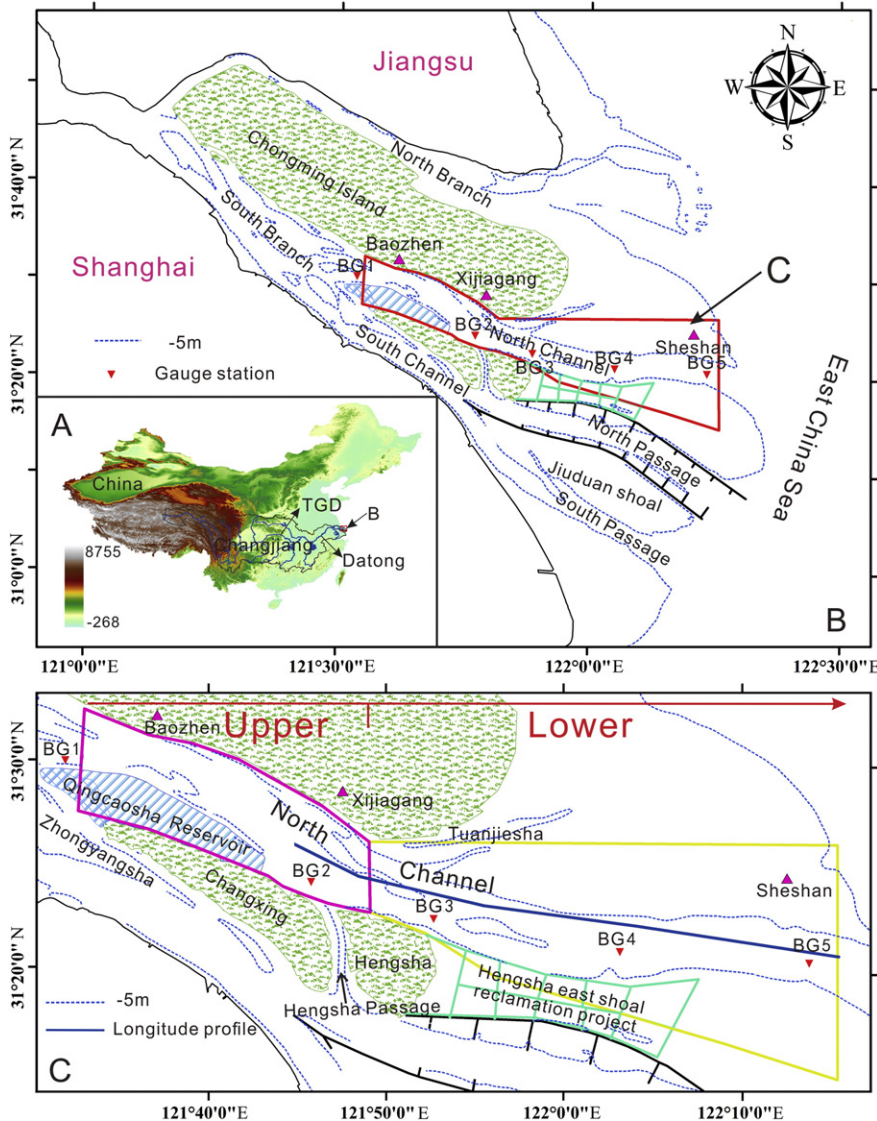 Jiangsu
N
W
E
S
Chongming Island
North Branch
South Branch
Shanghai
Baozhen
BG1
Xijiagang
C
BG2
North Channel
BG3
BG4
Sheshan
BG5
South Channel
-5m
Gauge station
North Passage
Jiuduan shoal
South Passage
East China Sea
A
China
TGD
B
Changjiang
Datong
8755
-268
B
31°40'0" N
31°20'0" N
31°0'0" N
121°0'0"E
121°30'0"E
122°0'0"E
122°30'0"E
Upper
Lower
Baozhen
BG1
Xijiagang
Qingcaosha Reservoir
North
Channel
Tuanjiesha
Zhongyangsha
Changxing
BG2
BG3
Sheshan
BG4
BG5
Hengsha
Hengsha east shoal
reclamation project
Hengsha Passage
-5m
Longitude profile
C
31°30'0" N
31°20'0" N
121°40'0"E
121°50'0"E
122°0'0"E
122°10'0"E